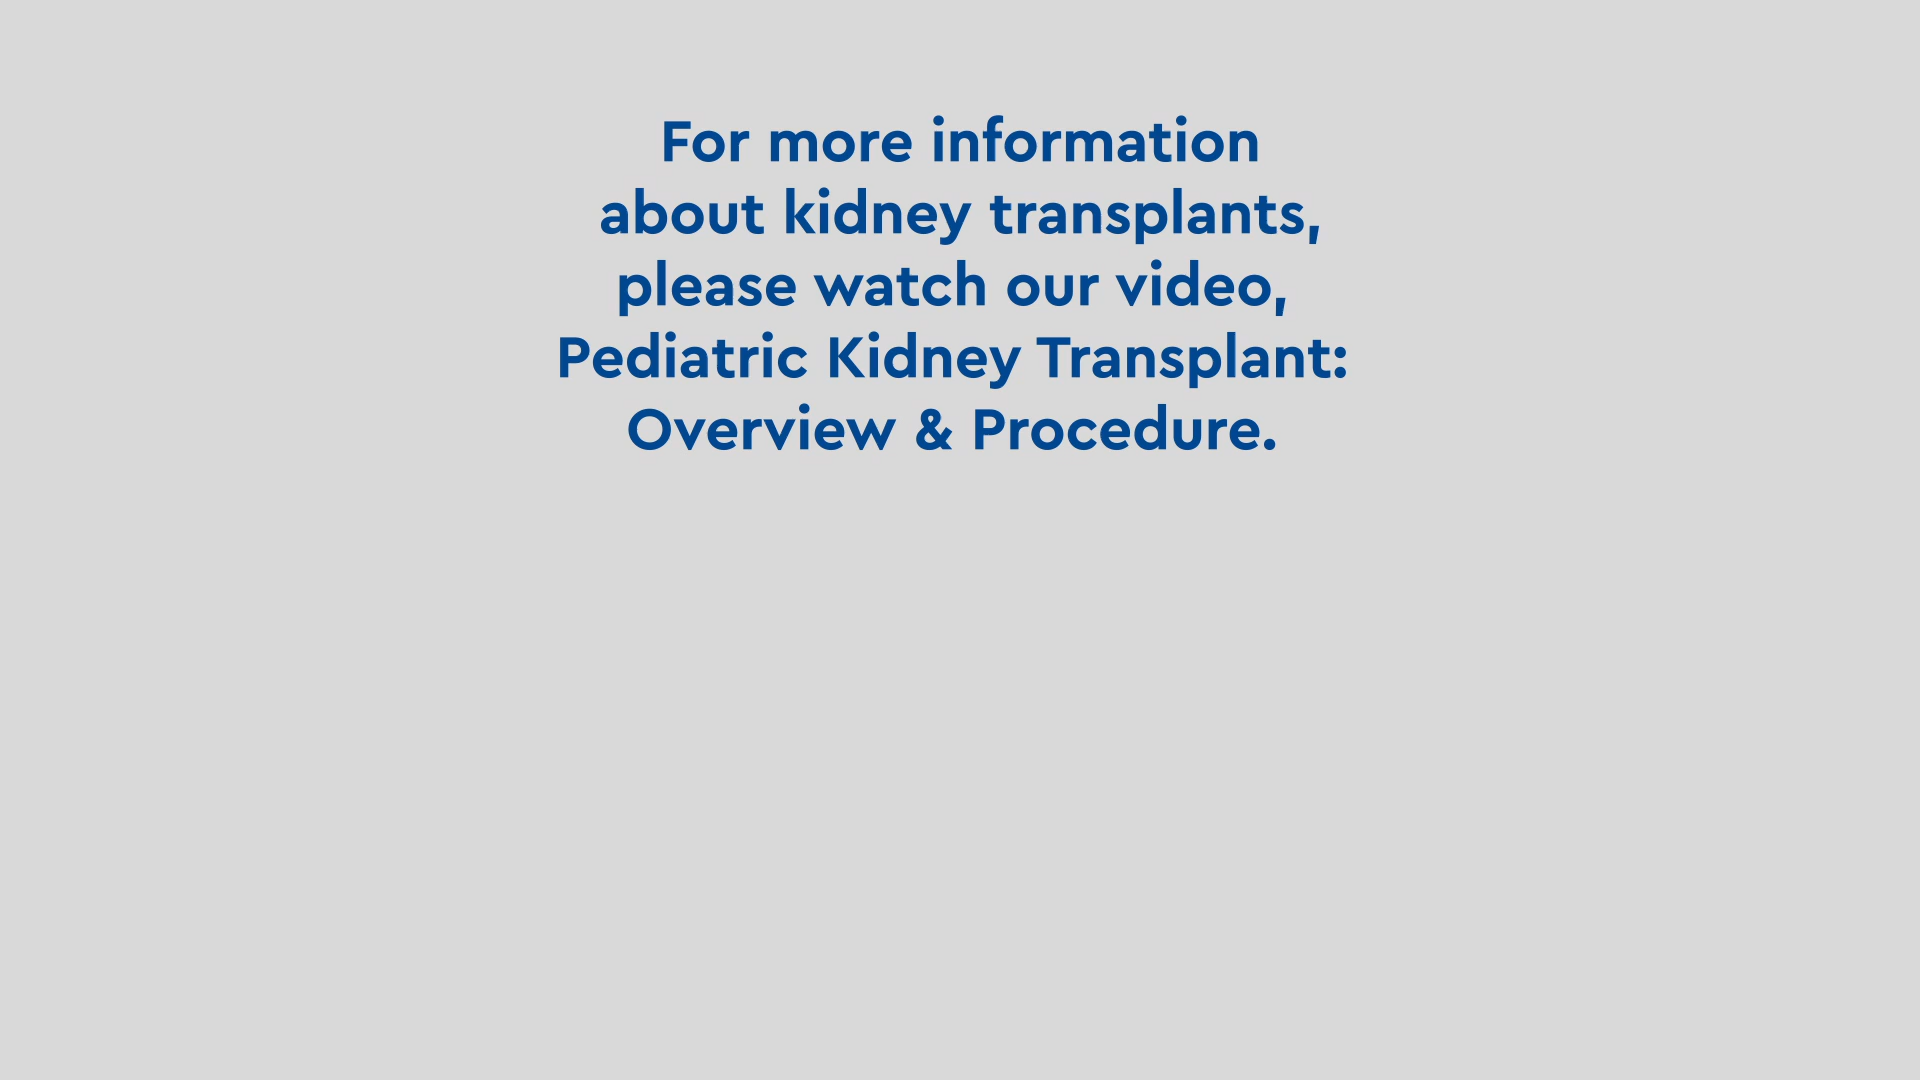 For more information
about kidney transplants,
please watch our video,
Pediatric Kidney Transplant:
Overview & Procedure.